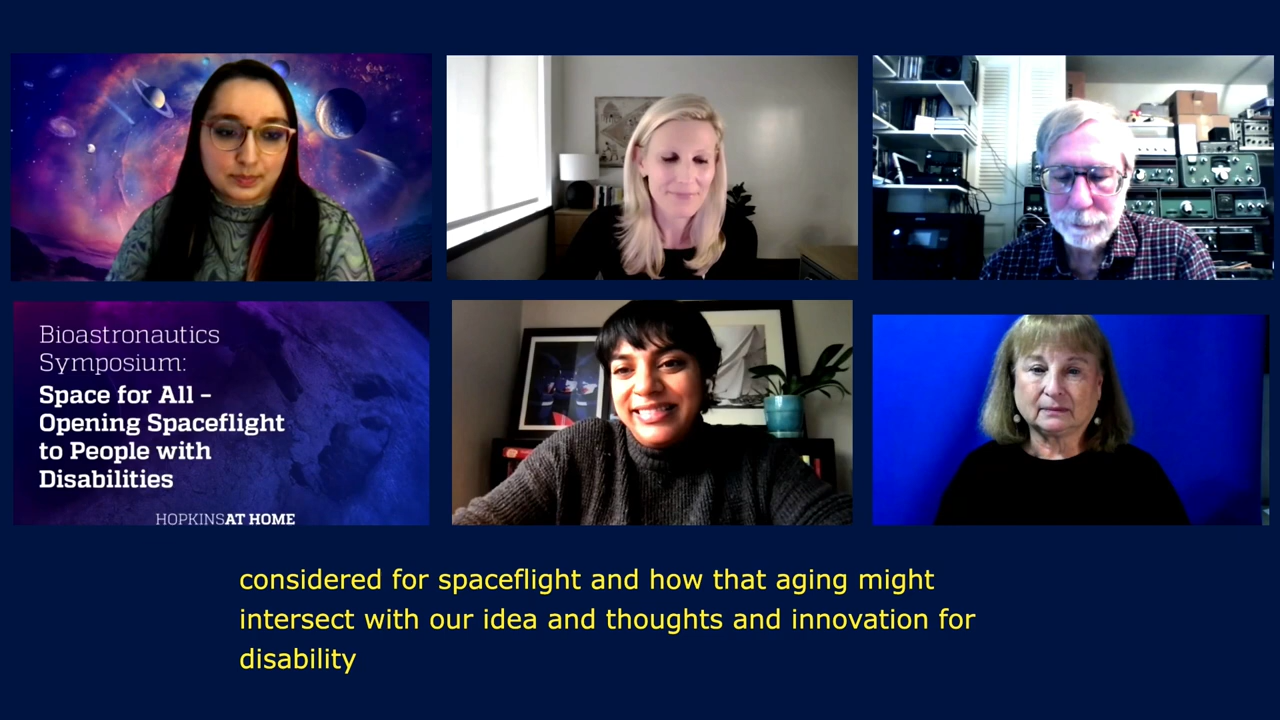 Bioastronautics
Symposium:
Space for All –
Opening Spaceflight
to People with
Disabilities
HOPKINSAT HOME
considered for spaceflight and how that aging might
intersect with our idea and thoughts and innovation for
disability